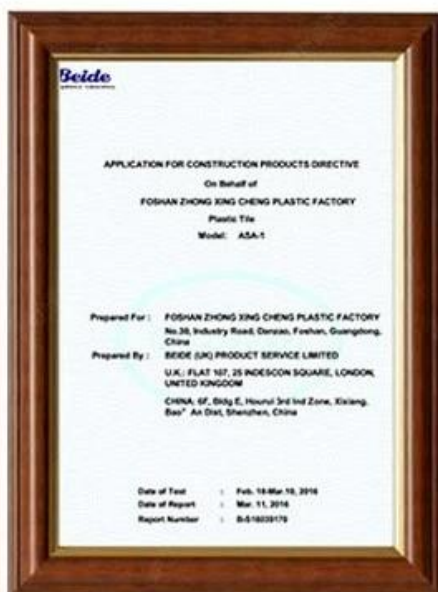 Beide
APPLICATION FOR CONSTRUCTION PRODUCTS DIRECTIVE
On Behalf of
FOSHAN ZHONG XING CHENG PLASTIC FACTORY
Plastic Tile
Model: ASA-1
Prepared For : FOSHAN ZHONG XING CHENG PLASTIC FACTORY
No.39, Industry Road, Danzao, Foshan, Guangdong,
China
Prepared By : BEIDE (UK) PRODUCT SERVICE LIMITED
U.K.: FLAT 107, 25 INDESCON SQUARE, LONDON,
UNITED KINGDOM
CHINA: 6F, Bldg E, Hourui 3rd Ind Zone, Xixiang,
Bao" An Dist, Shenzhen, China
Date of Test : Feb. 18-Mar.10, 2016
Date of Report : Mar. 11, 2016
Report Number :